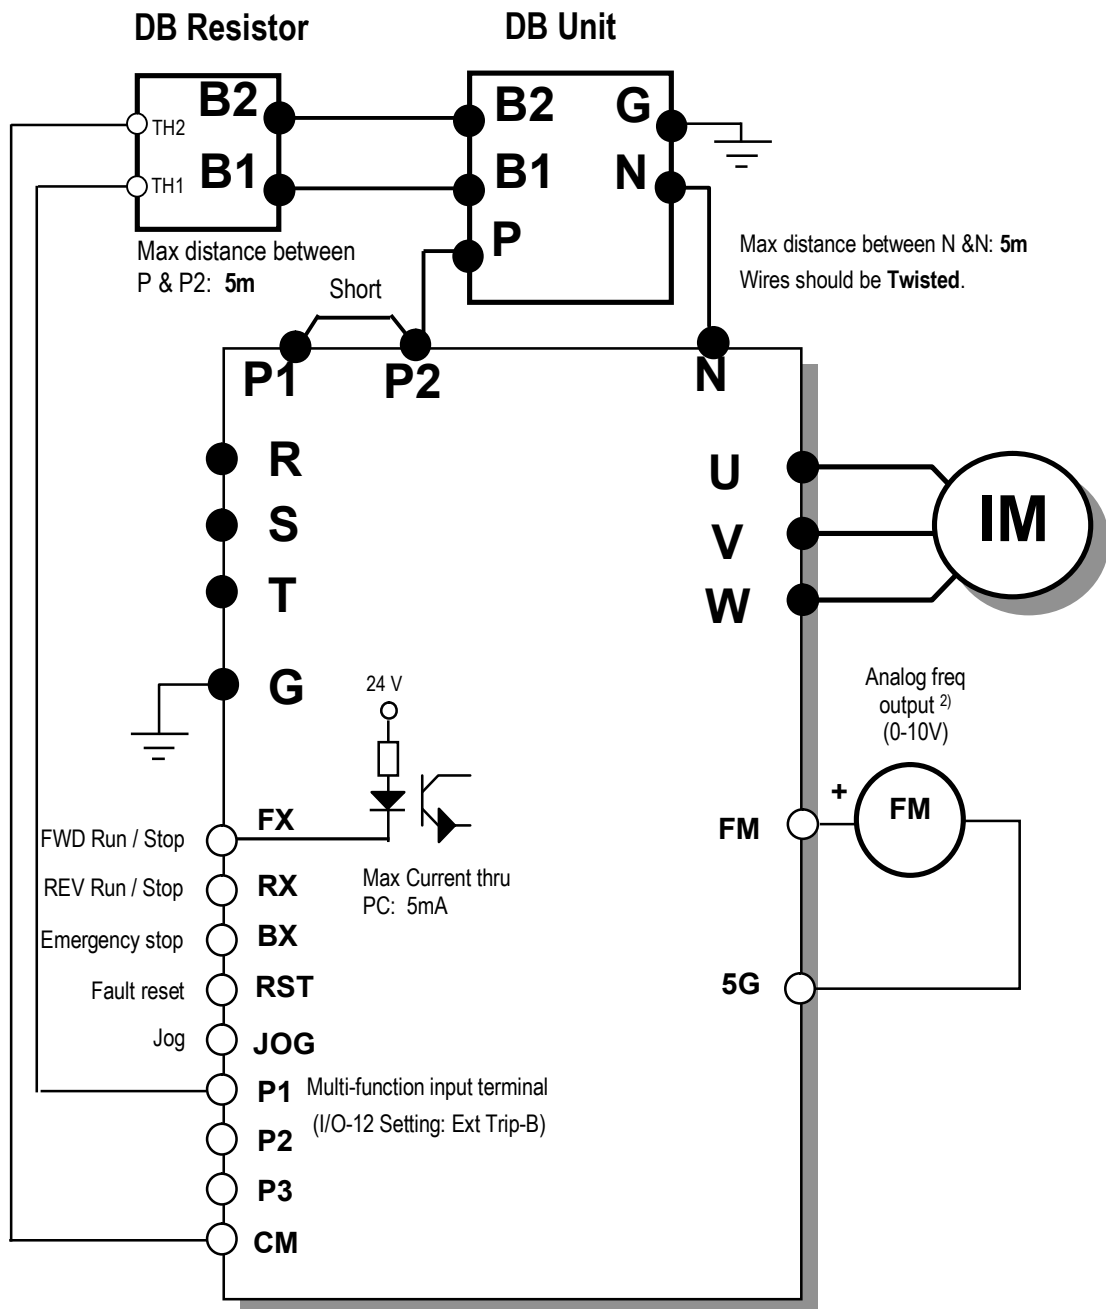 DB Resistor
DB Unit
B2
TH2
B1
TH1
B2
G
B1
N
P
Max distance between
P & P2: 5m
Short
Max distance between N &N: 5m
Wires should be Twisted.
P1
P2
N
R
S
T
G
U
V
W
IM
24 V
Analog freq
output 2)
(0-10V)
+
FM
FM
5G
FWD Run / Stop
FX
REV Run / Stop
RX
Max Current thru
PC: 5mA
Emergency stop
BX
Fault reset
RST
Jog
JOG
P1
Multi-function input terminal
(I/O-12 Setting: Ext Trip-B)
P2
P3
CM